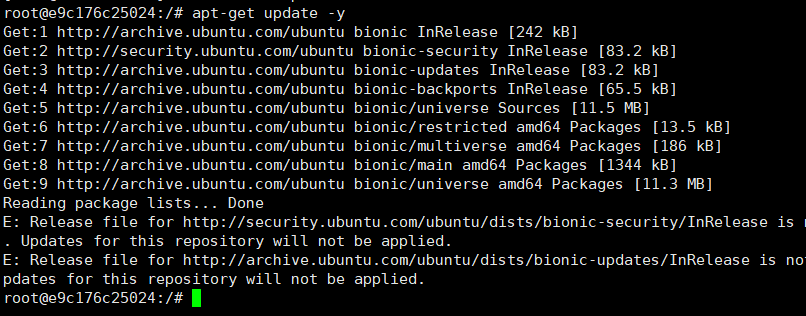 root@e9c176c25024:/# apt-get update -y
Get:1 http://archive.ubuntu.com/ubuntu bionic InRelease [242 kB]
Get:2 http://security.ubuntu.com/ubuntu bionic-security InRelease [83.2 kB]
Get:3 http://archive.ubuntu.com/ubuntu bionic-updates InRelease [83.2 kB]
Get:4 http://archive.ubuntu.com/ubuntu bionic-backports InRelease [65.5 kB]
Get:5 http://archive.ubuntu.com/ubuntu bionic/universe Sources [11.5 MB]
Get:6 http://archive.ubuntu.com/ubuntu bionic/restricted amd64 Packages [13.5 kB]
Get:7 http://archive.ubuntu.com/ubuntu bionic/multiverse amd64 Packages [186 kB]
Get:8 http://archive.ubuntu.com/ubuntu bionic/main amd64 Packages [1344 kB]
Get:9 http://archive.ubuntu.com/ubuntu bionic/universe amd64 Packages [11.3 MB]
Reading package lists... Done
E: Release file for http://security.ubuntu.com/ubuntu/dists/bionic-security/InRelease is
. Updates for this repository will not be applied.
E: Release file for http://archive.ubuntu.com/ubuntu/dists/bionic-updates/InRelease is no
pdates for this repository will not be applied.
root@e9c176c25024:/#